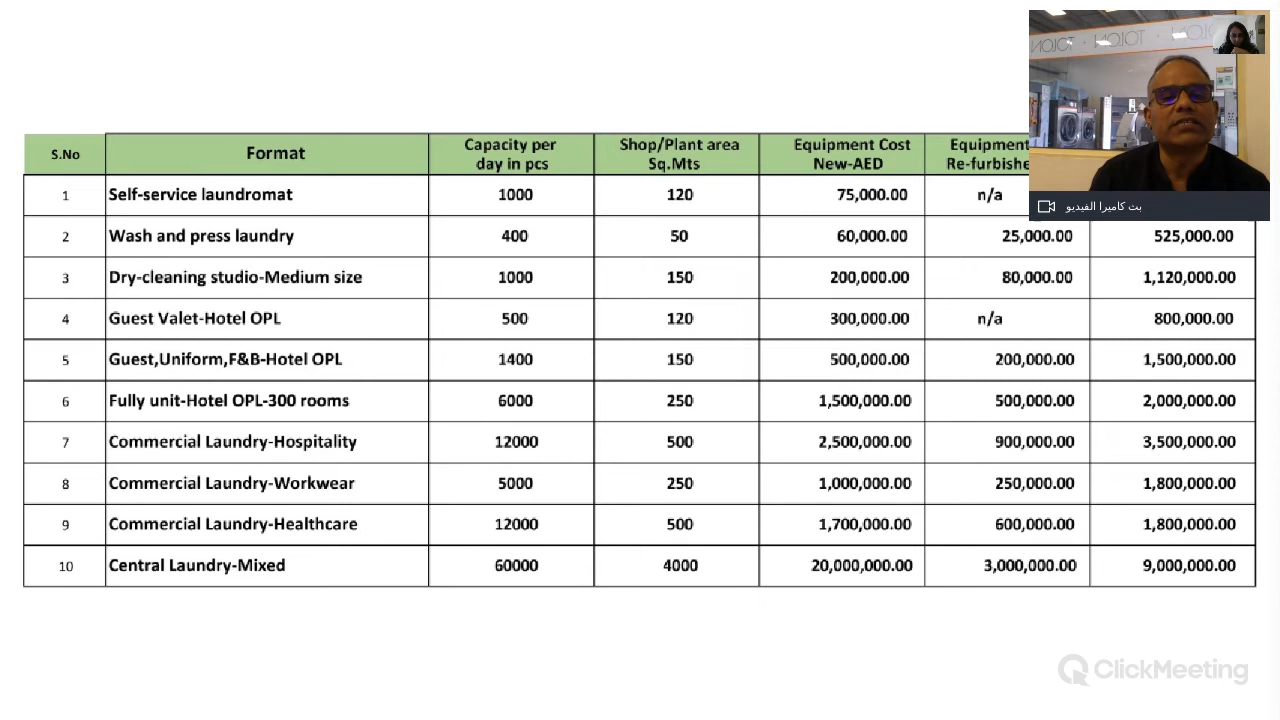 S.No Format Capacity per day in pcs Shop/Plant area Sq.Mts Equipment Cost New-AED Equipment
1 Self-service laundromat 1000 120 75,000.00 n/a
2 Wash and press laundry 400 50 60,000.00 25,000.00 525,000.00
3 Dry-cleaning studio-Medium size 1000 150 200,000.00 80,000.00 1,120,000.00
4 Guest Valet-Hotel OPL 500 120 300,000.00 n/a 800,000.00
5 Guest,Uniform,F&B-Hotel OPL 1400 150 500,000.00 200,000.00 1,500,000.00
6 Fully unit-Hotel OPL-300 rooms 6000 250 1,500,000.00 500,000.00 2,000,000.00
7 Commercial Laundry-Hospitality 12000 500 2,500,000.00 900,000.00 3,500,000.00
8 Commercial Laundry-Workwear 5000 250 1,000,000.00 250,000.00 1,800,000.00
9 Commercial Laundry-Healthcare 12000 500 1,700,000.00 600,000.00 1,800,000.00
10 Central Laundry-Mixed 60000 4000 20,000,000.00 3,000,000.00 9,000,000.00
بث كاميرا الفيديو
ClickMeeting